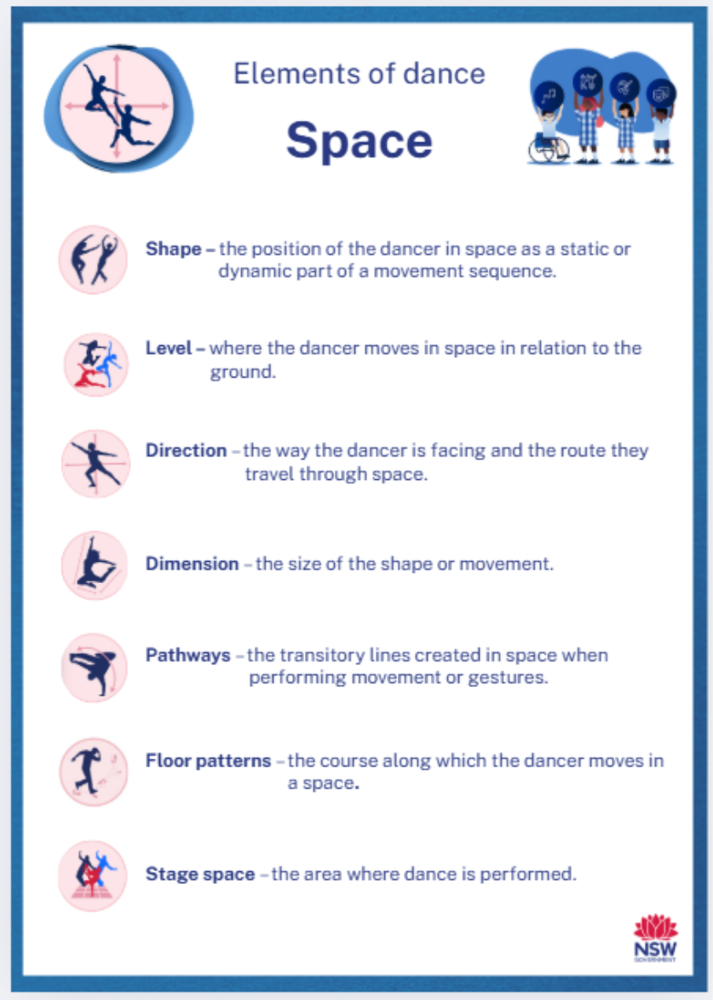 Elements of dance
Space
Shape – the position of the dancer in space as a static or
dynamic part of a movement sequence.
Level – where the dancer moves in space in relation to the
ground.
Direction – the way the dancer is facing and the route they
travel through space.
Dimension – the size of the shape or movement.
Pathways – the transitory lines created in space when
performing movement or gestures.
Floor patterns – the course along which the dancer moves in
a space.
Stage space – the area where dance is performed.
NSW
GOVERNMENT